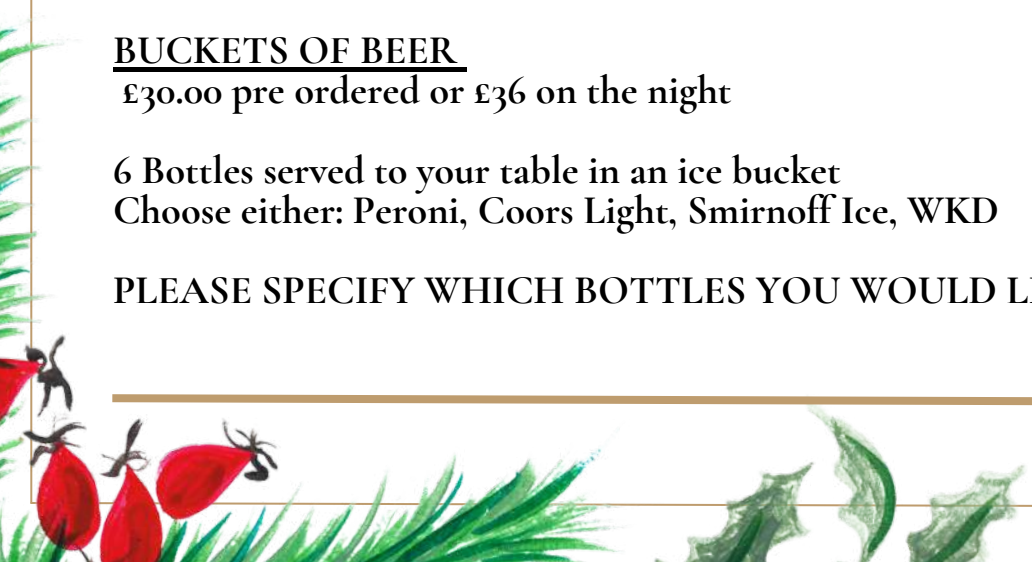 BUCKETS OF BEER
£30.00 pre ordered or £36 on the night
6 Bottles served to your table in an ice bucket
Choose either: Peroni, Coors Light, Smirnoff Ice, WKD
PLEASE SPECIFY WHICH BOTTLES YOU WOULD